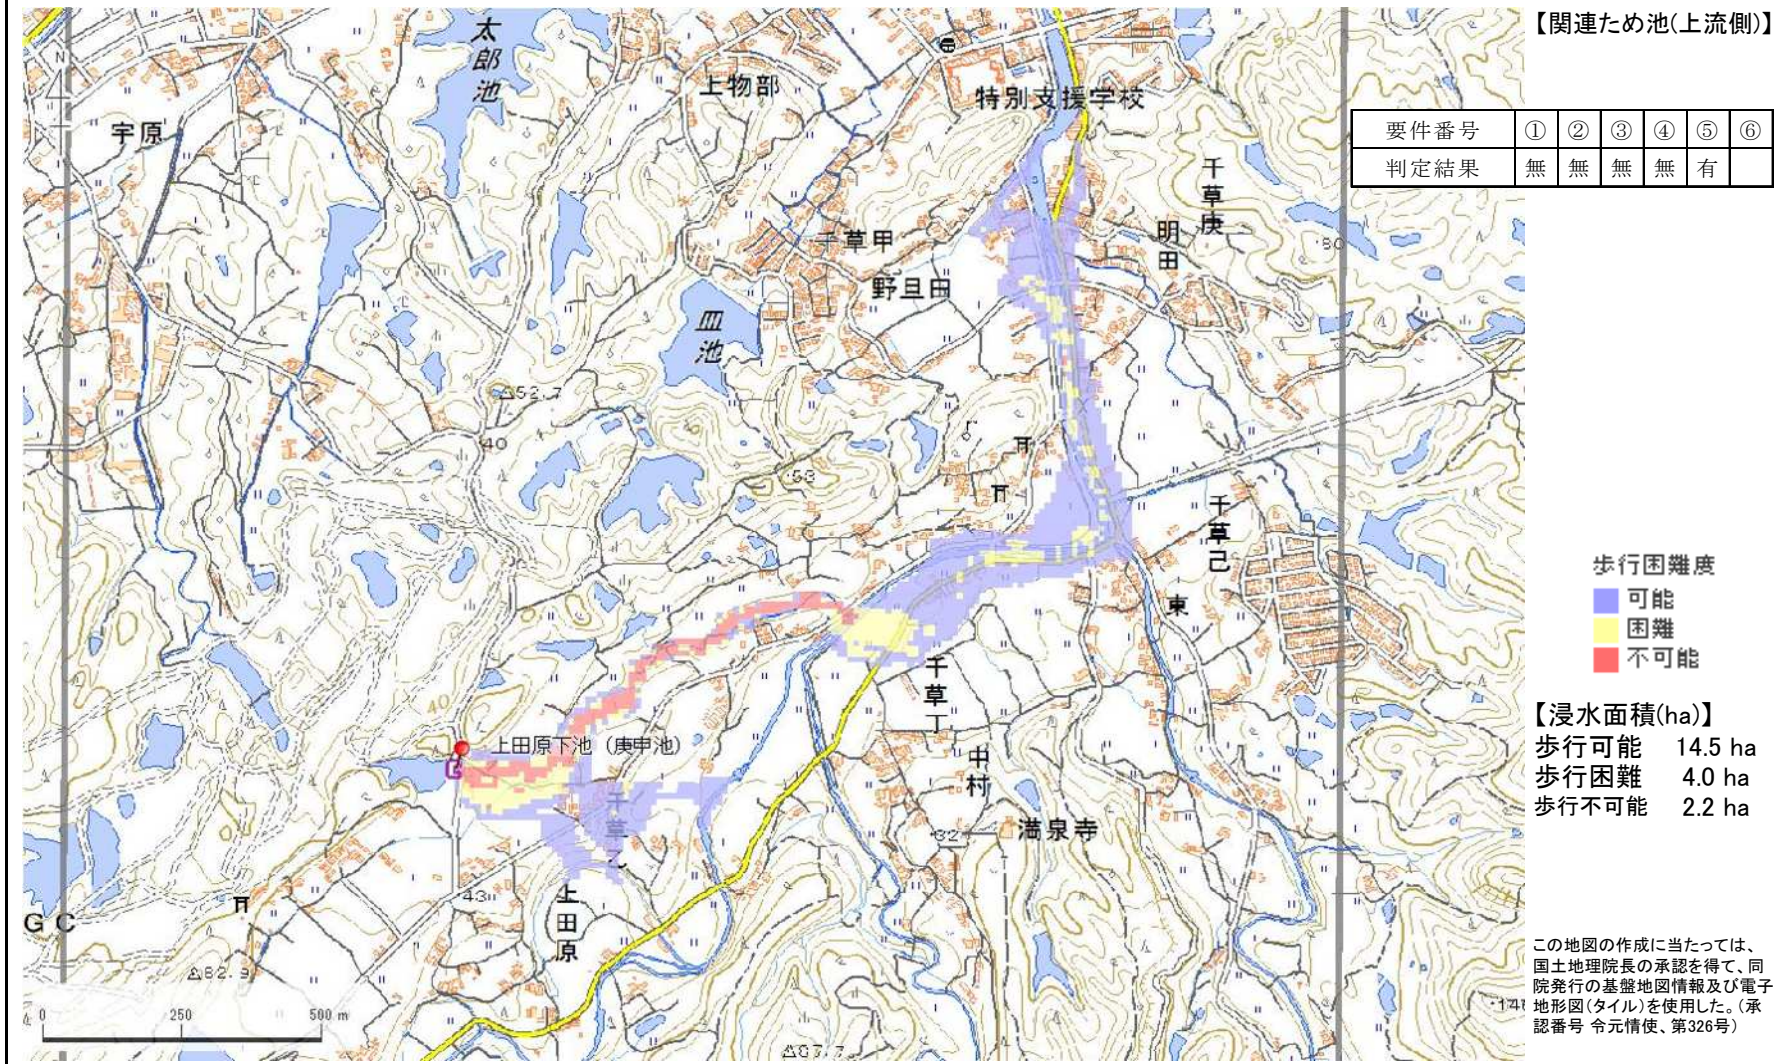 【関連ため池(上流側)】
要件番号 ① ② ③ ④ ⑤ ⑥
判定結果 無 無 無 無 有
太郎池
上物部
特別支援学校
宇原
千草庚
明田
千草甲
野旦田
皿池
52.7
40
53
80
千草己
東
千草丁
40
上田原下池（庚申池）
G
中村
満泉寺
32
43
上田原
G C
82.9
N
0 250 500 m
歩行困難度
可能
困難
不可能
【浸水面積(ha)】
歩行可能 14.5 ha
歩行困難 4.0 ha
歩行不可能 2.2 ha
この地図の作成に当たっては、
国土地理院長の承認を得て、同
院発行の基盤地図情報及び電子
地形図(タイル)を使用した。(承
認番号 令元情使、第326号)